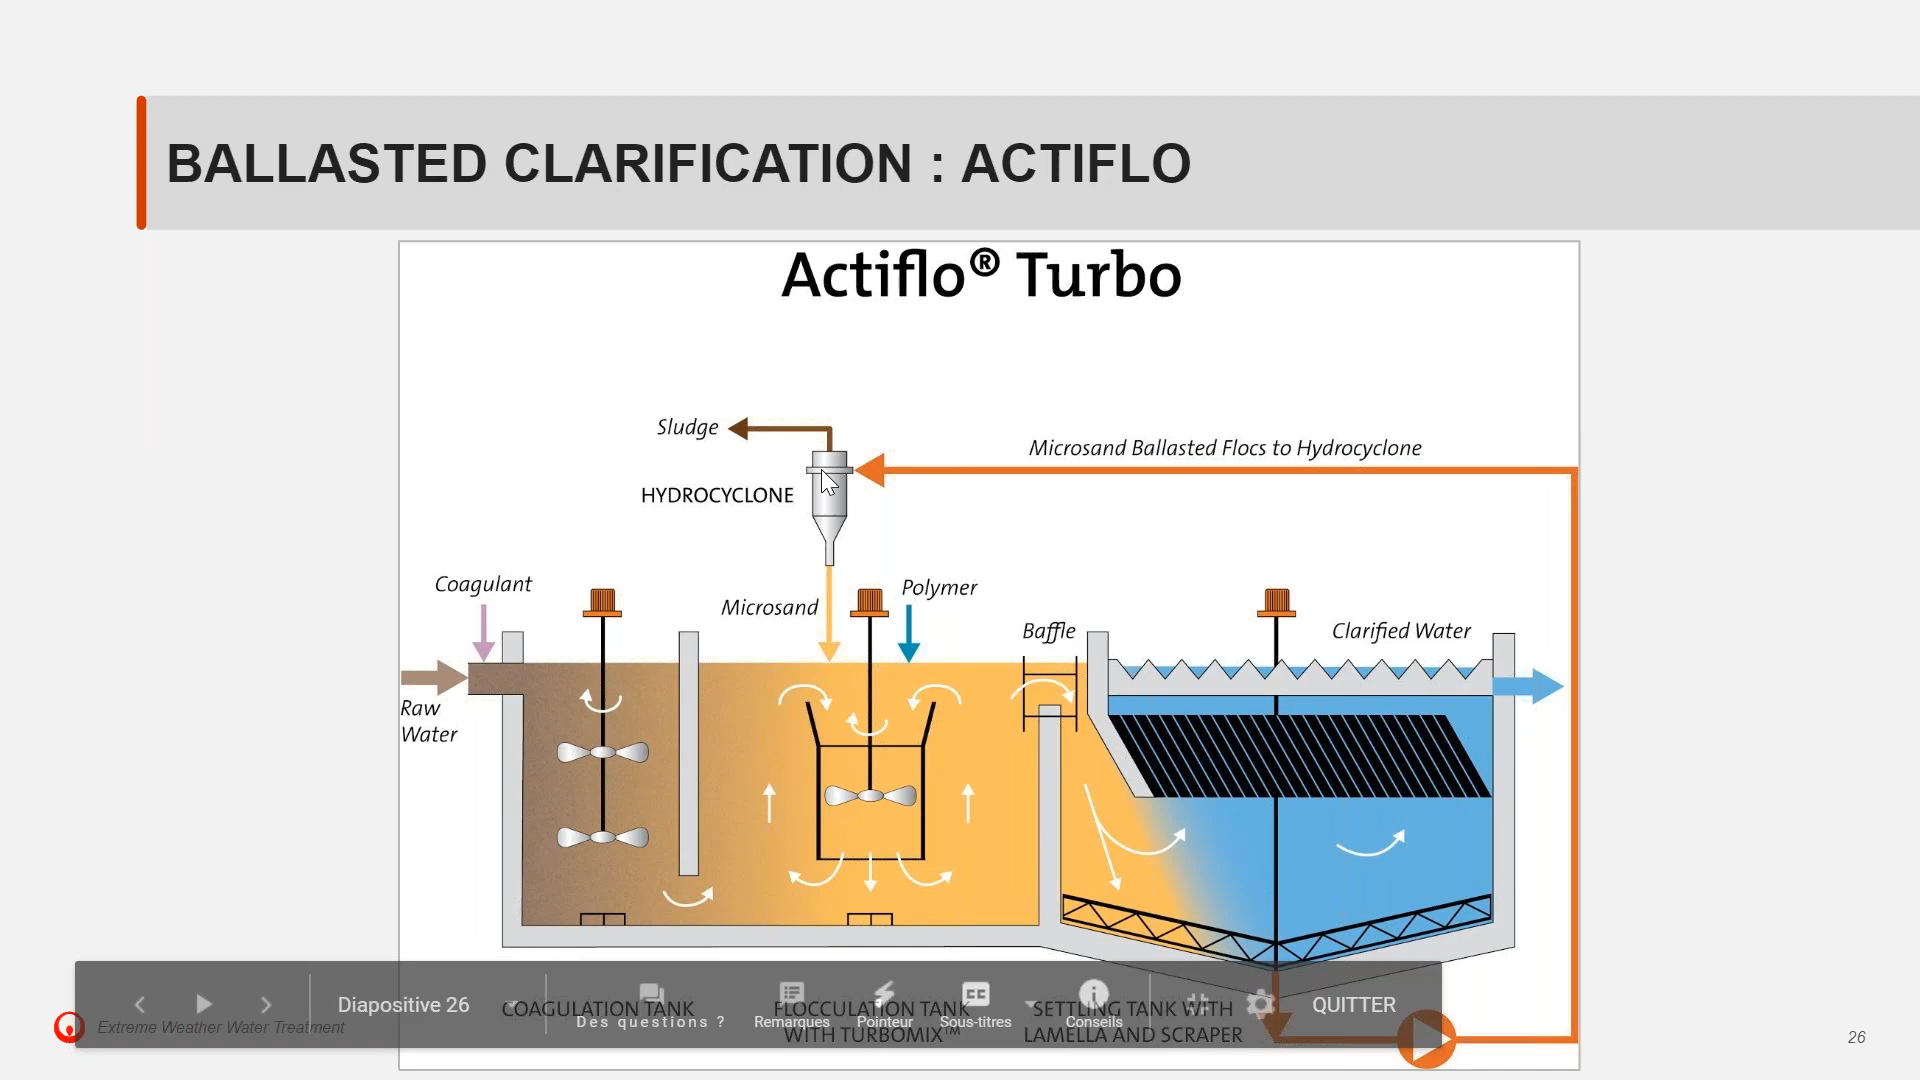 BALLASTED CLARIFICATION : ACTIFLO
Actiflo® Turbo
Sludge
Microsand Ballasted Flocs to Hydrocyclone
HYDROCYCLONE
Coagulant
Microsand
Polymer
Baffle
Clarified Water
Raw
Water
COAGULATION TANK
FLOCCULATION TANK
WITH TURBOMIX™
SETTLING TANK WITH
LAMELLA AND SCRAPER
Diapositive 26
Des questions ?
Remarques
Pointeur
CC
Sous-titres
Conseils
QUITTER
Extreme Weather Water Treatment
26